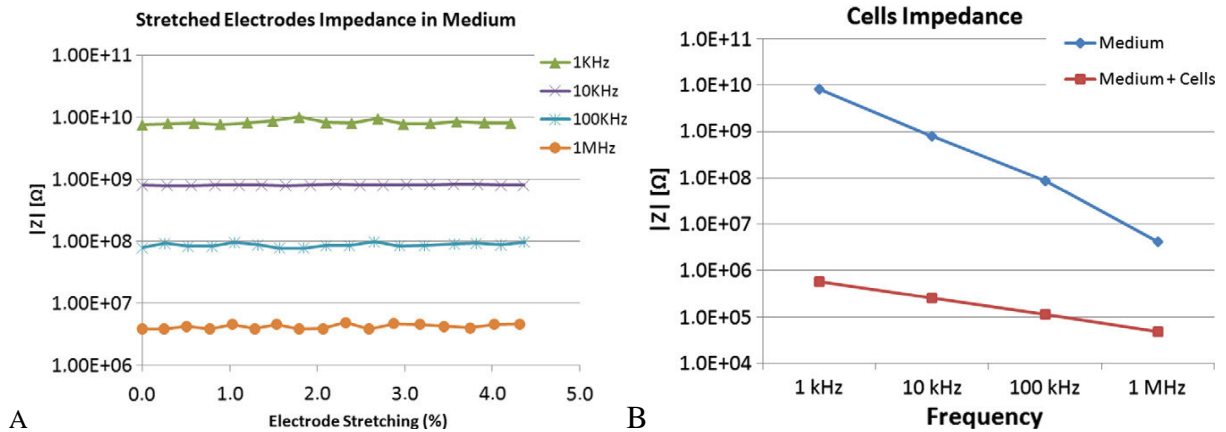 Stretched Electrodes Impedance in Medium
1.00E+11
1.00E+10
1.00E+09
1.00E+08
1.00E+07
1.00E+06
|Z| [Ω]
0.0 1.0 2.0 3.0 4.0 5.0
Electrode Stretching (%)
1KHz
10KHz
100KHz
1MHz
A
Cells Impedance
1.0E+11
1.0E+10
1.0E+09
1.0E+08
1.0E+07
1.0E+06
1.0E+05
1.0E+04
|Z| [Ω]
1 kHz 10 kHz 100 kHz 1 MHz
Frequency
Medium
Medium + Cells
B